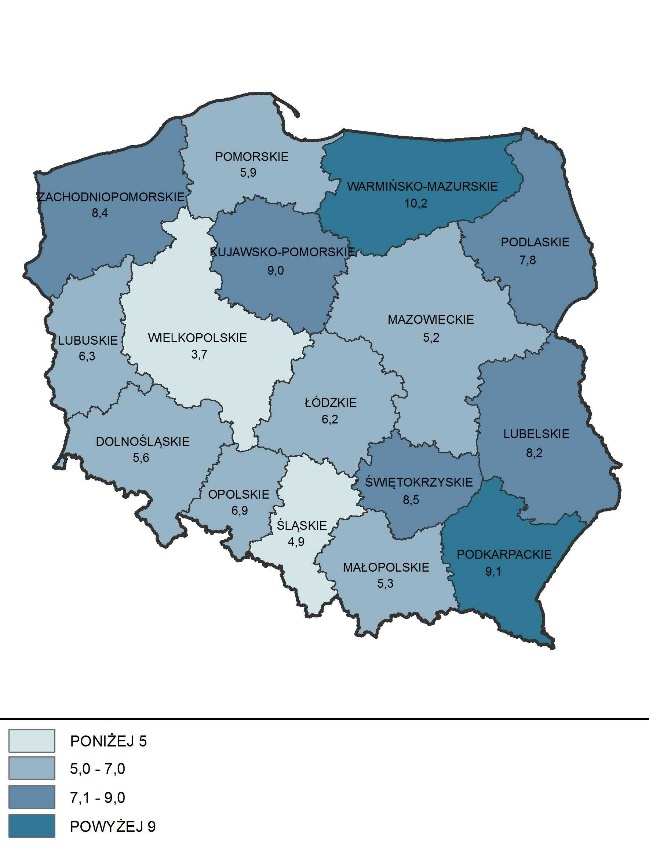 POMORSKIE
5,9
WARMIŃSKO-MAZURSKIE
10,2
ZACHODNIOPOMORSKIE
8,4
PODLASKIE
7,8
KUJAWSKO-POMORSKIE
9,0
MAZOWIECKIE
5,2
WIELKOPOLSKIE
3,7
LUBUSKIE
6,3
ŁÓDZKIE
6,2
LUBELSKIE
8,2
DOLNOŚLĄSKIE
5,6
ŚWIĘTOKRZYSKIE
8,5
OPOLSKIE
6,9
ŚLĄSKIE
4,9
PODKARPACKIE
9,1
MAŁOPOLSKIE
5,3
PONIŻEJ 5
5,0 - 7,0
7,1 - 9,0
POWYŻEJ 9